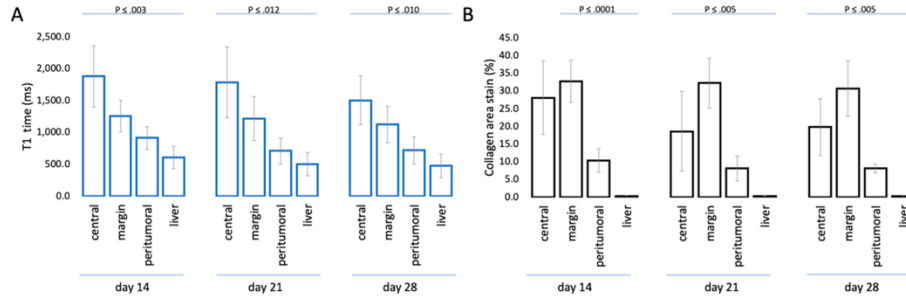 A
P ≤ .003
P ≤ .012
P ≤ .010
T1 time (ms)
2,500.0
2,000.0
1,500.0
1,000.0
500.0
0.0
central
margin
peritumoral
liver
central
margin
peritumoral
liver
central
margin
peritumoral
liver
day 14
day 21
day 28
B
P ≤ .0001
P ≤ .005
P ≤ .005
Collagen area stain (%)
45.0
40.0
35.0
30.0
25.0
20.0
15.0
10.0
5.0
0.0
central
margin
peritumoral
liver
central
margin
peritumoral
liver
central
margin
peritumoral
liver
day 14
day 21
day 28